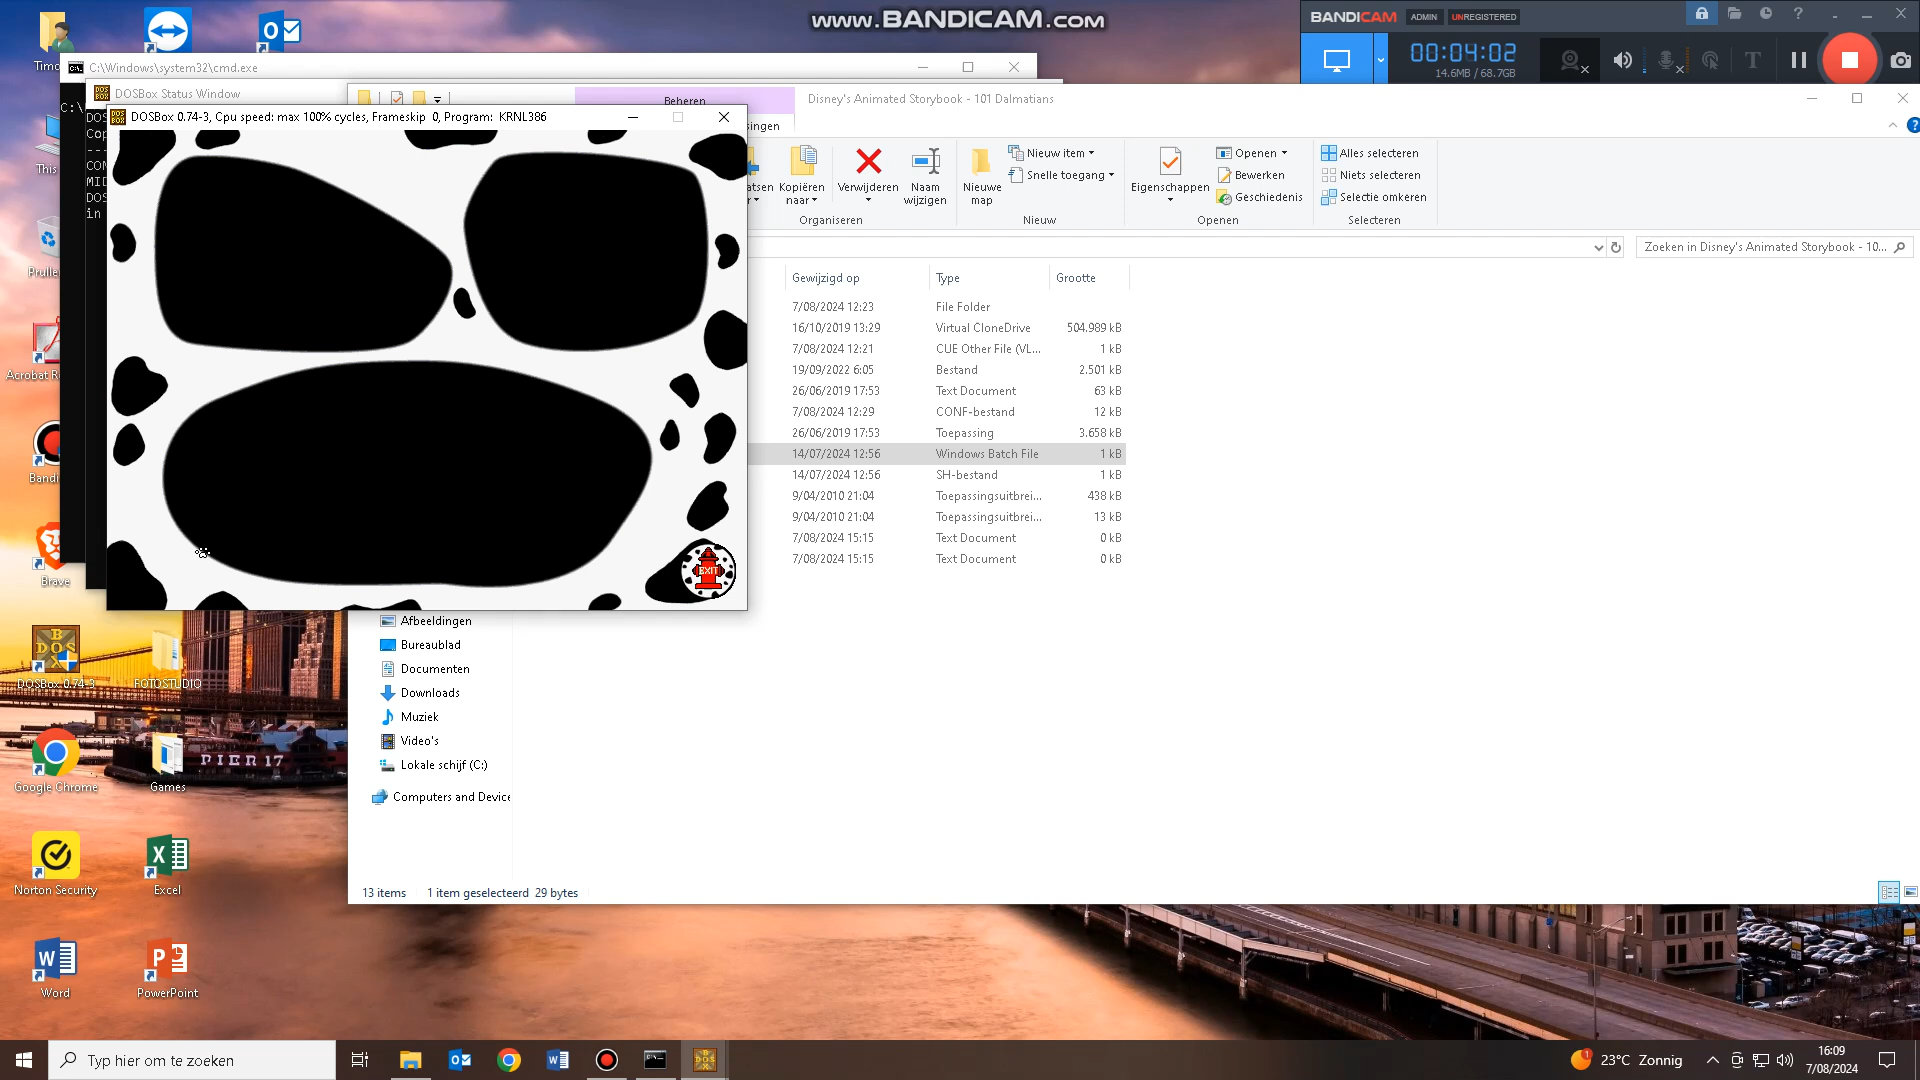 www.BANDICAM.com
BANDICAM ADMIN UNREGISTERED
00:04:02
14.6MB / 68.7GB
C:\Windows\system32\cmd.exe
C:\
DOSBox Status Window
DOSBox 0.74-3, Cpu speed: max 100% cycles, Frameskip 0, Program: KRNL386
EXIT
Beheren
Disney's Animated Storybook - 101 Dalmatians
Kopiëren naar
Verwijderen
Naam wijzigen
Organiseren
Nieuwe map
Nieuw item
Snelle toegang
Nieuw
Eigenschappen
Openen
Bewerken
Geschiedenis
Openen
Alles selecteren
Niets selecteren
Selectie omkeren
Selecteren
Zoeken in Disney's Animated Storybook - 10...
Gewijzigd op Type Grootte
7/08/2024 12:23 File Folder
16/10/2019 13:29 Virtual CloneDrive 504.989 kB
7/08/2024 12:21 CUE Other File (VL... 1 kB
19/09/2022 6:05 Bestand 2.501 kB
26/06/2019 17:53 Text Document 63 kB
7/08/2024 12:29 CONF-bestand 12 kB
26/06/2019 17:53 Toepassing 3.658 kB
14/07/2024 12:56 Windows Batch File 1 kB
14/07/2024 12:56 SH-bestand 1 kB
9/04/2010 21:04 Toepassingsuitbrei... 438 kB
9/04/2010 21:04 Toepassingsuitbrei... 13 kB
7/08/2024 15:15 Text Document 0 kB
7/08/2024 15:15 Text Document 0 kB
Afbeeldingen
Bureaublad
Documenten
Downloads
Muziek
Video's
Lokale schijf (C:)
Computers and Device
13 items 1 item geselecteerd 29 bytes
Brave
DOSBox 0.74-3
FOTOSTUDIO
PIER 17
Google Chrome
Games
Norton Security
Excel
Word
PowerPoint
Typ hier om te zoeken
23°C Zonnig
16:09
7/08/2024